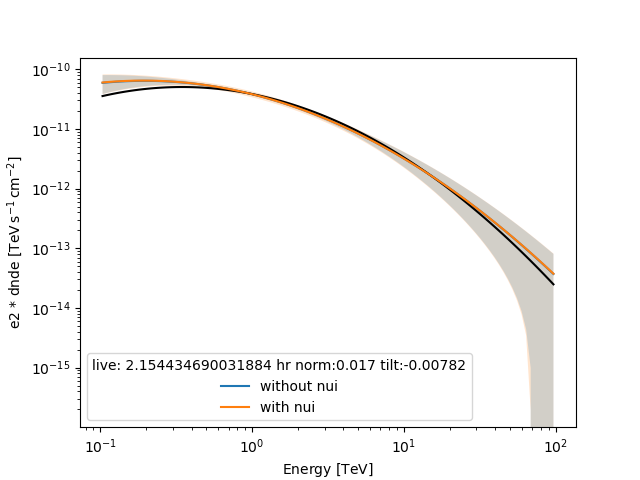 10⁻¹⁰
10⁻¹¹
10⁻¹²
10⁻¹³
10⁻¹⁴
10⁻¹⁵
e2 * dnde [TeV s⁻¹ cm⁻²]
live: 2.154434690031884 hr norm:0.017 tilt:-0.00782
without nui
with nui
10⁻¹ 10⁰ 10¹ 10²
Energy [TeV]